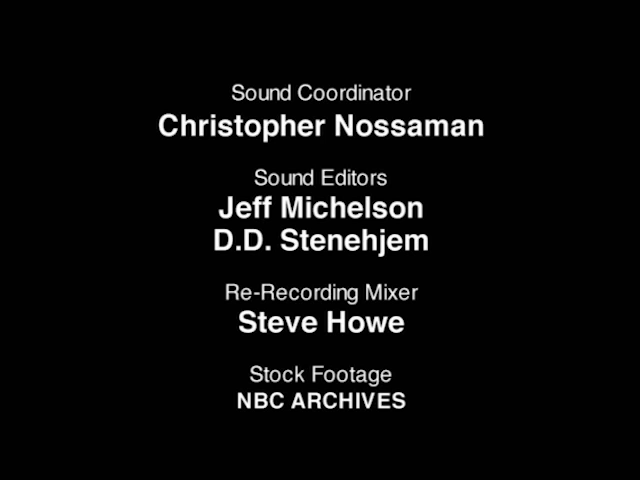 Sound Coordinator
Christopher Nossaman
Sound Editors
Jeff Michelson
D.D. Stenehjem
Re-Recording Mixer
Steve Howe
Stock Footage
NBC ARCHIVES